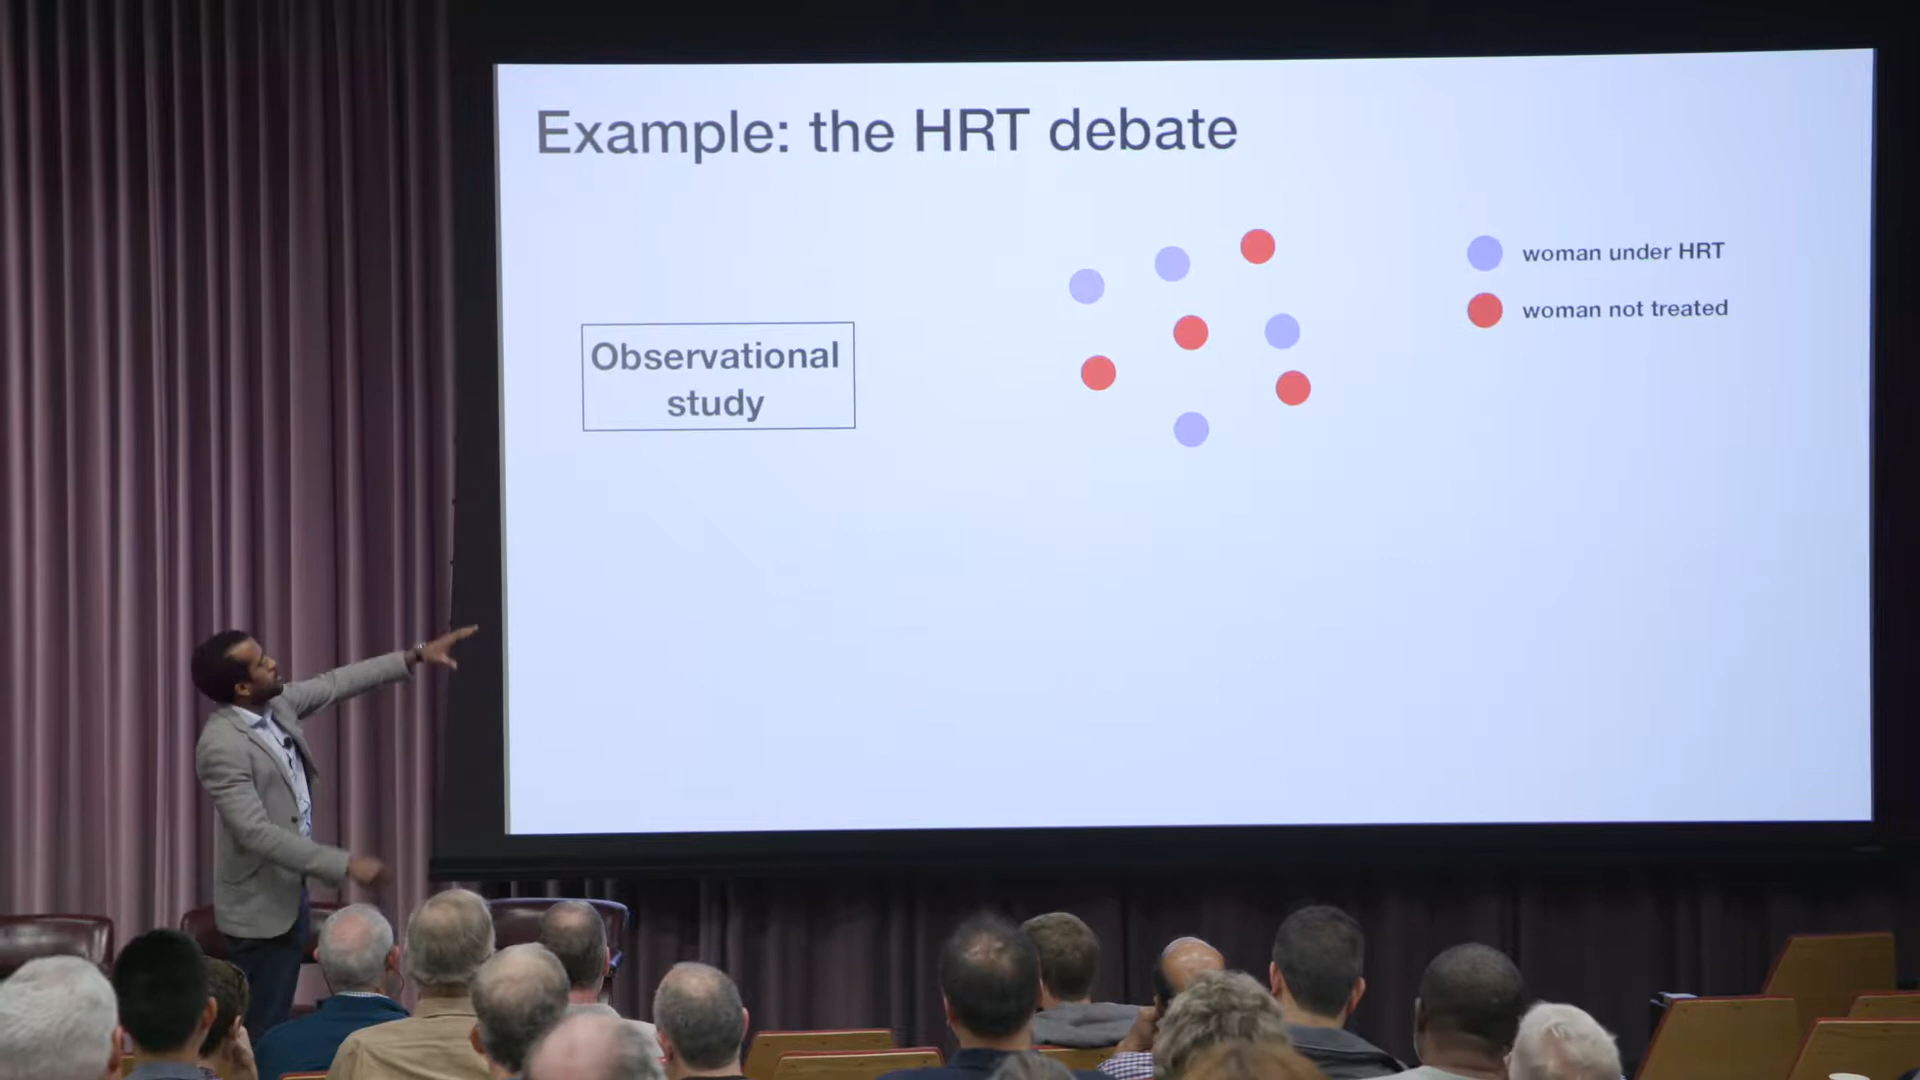 Example: the HRT debate
woman under HRT
woman not treated
Observational
study